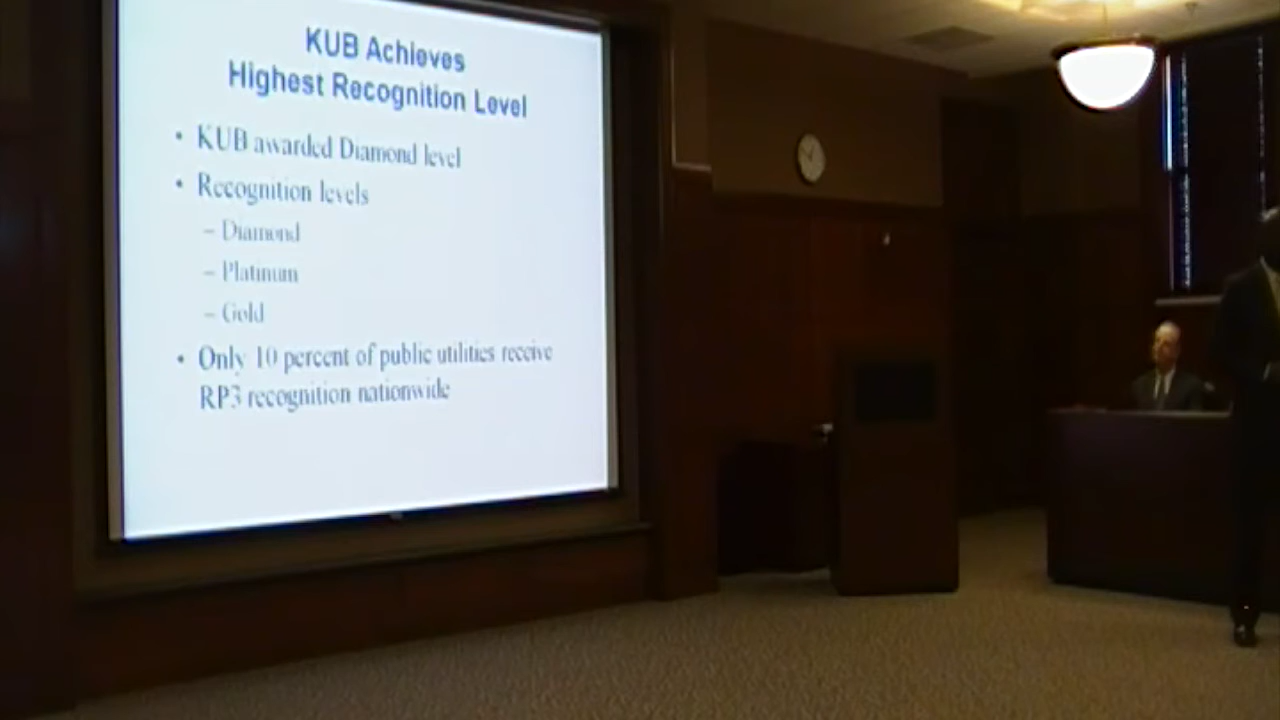 KUB Achieves
Highest Recognition Level
• KUB awarded Diamond level
• Recognition levels
– Diamond
– Platinum
– Gold
• Only 10 percent of public utilities receive
RP3 recognition nationwide